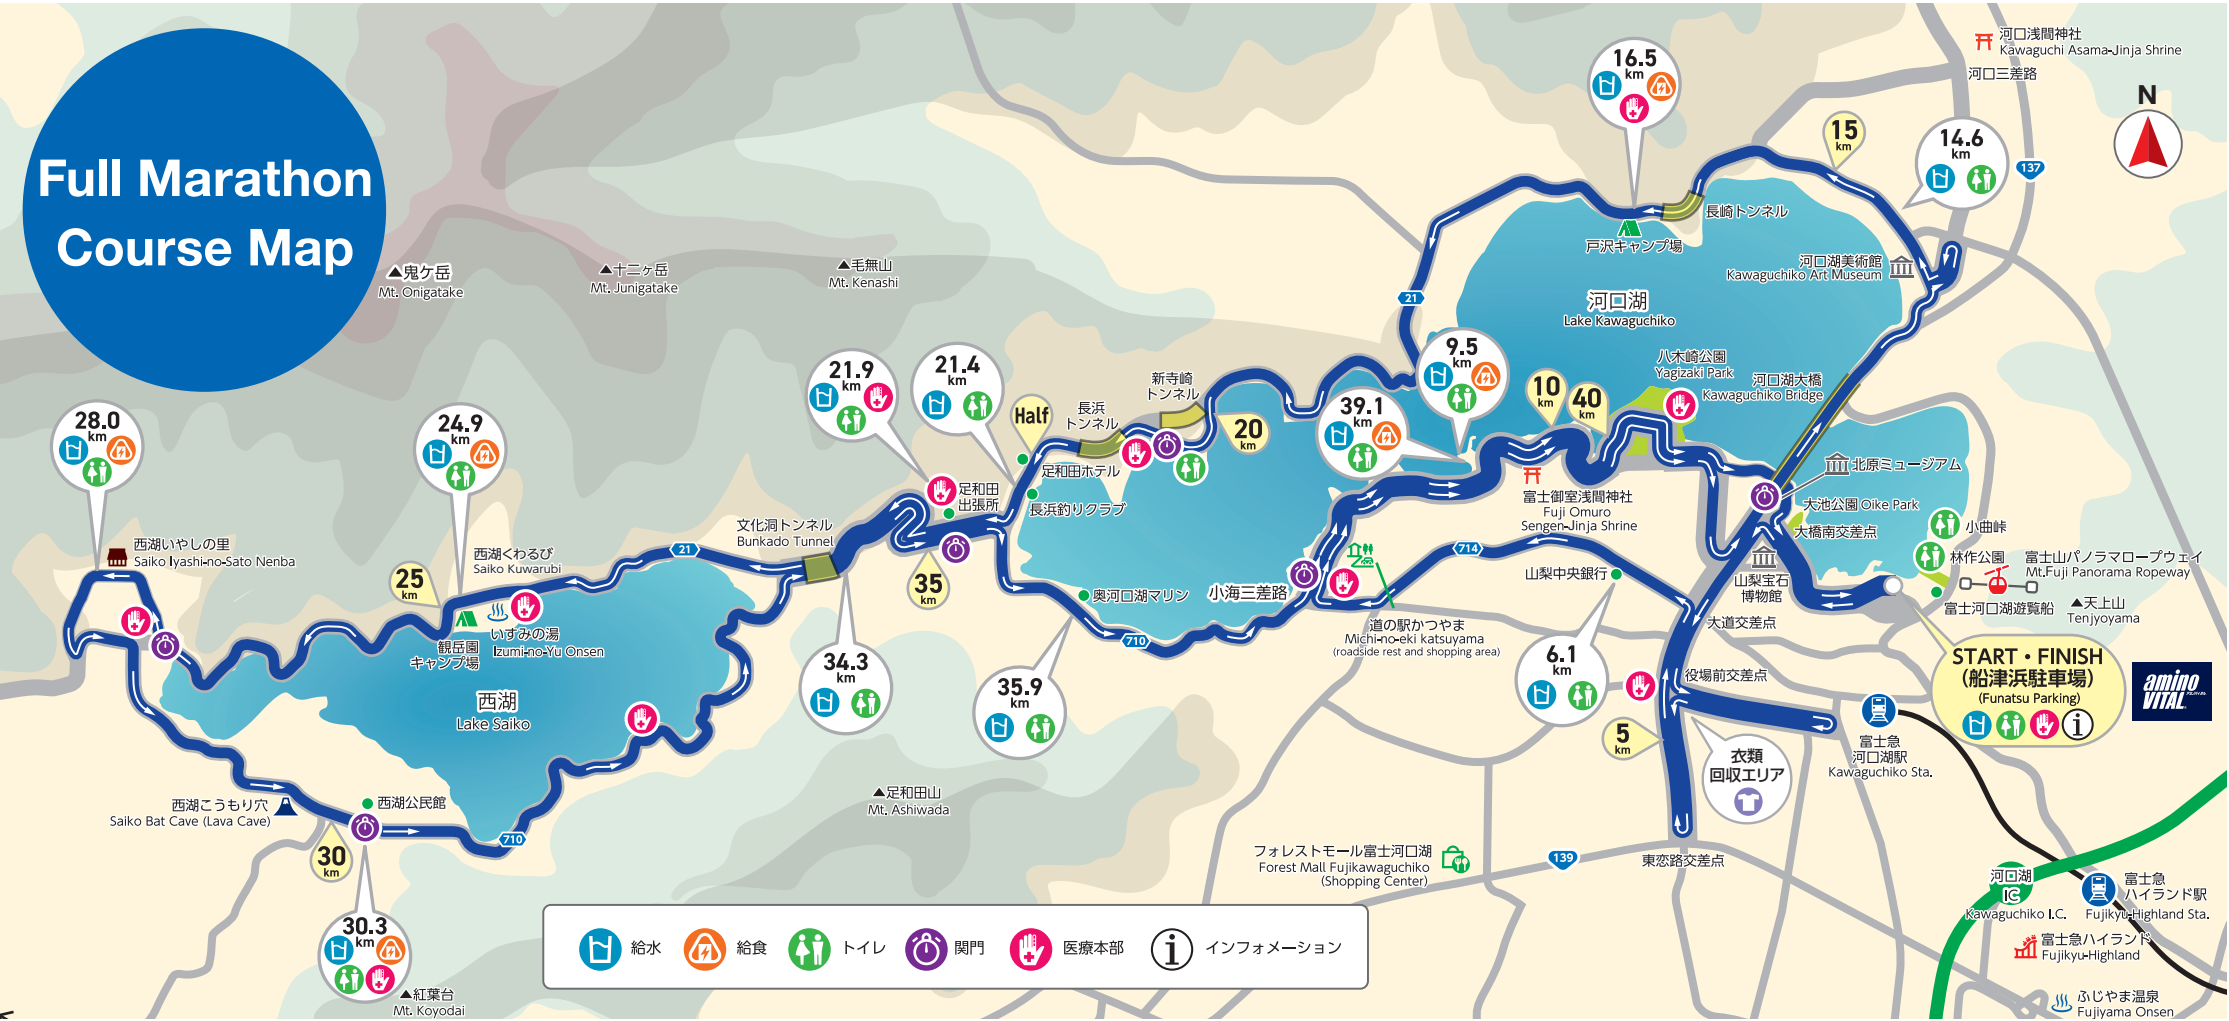 Full Marathon
Course Map
▲鬼ケ岳
Mt. Onigatake
▲十二ヶ岳
Mt. Junigatake
▲毛無山
Mt. Kenashi
16.5
km
河口浅間神社
Kawaguchi Asama-Jinja Shrine
河口三差路
N
15
km
14.6
km
137
長崎トンネル
戸沢キャンプ場
河口湖美術館
Kawaguchiko Art Museum
21
河口湖
Lake Kawaguchiko
八木崎公園
Yagizaki Park
河口湖大橋
Kawaguchiko Bridge
9.5
km
10
km
40
km
39.1
km
新寺崎
トンネル
長浜
トンネル
20
km
Half
21.4
km
21.9
km
足和田ホテル
足和田
出張所
長浜釣りクラブ
24.9
km
28.0
km
文化洞トンネル
Bunkado Tunnel
21
西湖くわるび
Saiko Kuwarubi
西湖いやしの里
Saiko Iyashi-no-Sato Nenba
25
km
35
km
北原ミュージアム
大池公園 Oike Park
大橋南交差点
小曲峠
林作公園
富士山パノラマロープウェイ
Mt.Fuji Panorama Ropeway
富士河口湖遊覧船
▲天上山
Tenjyoyama
富士御室浅間神社
Fuji Omuro
Sengen-Jinja Shrine
714
山梨中央銀行
山梨宝石
博物館
大道交差点
小海三差路
奥河口湖マリン
710
道の駅かつやま
Michi-no-eki katsuyama
(roadside rest and shopping area)
いずみの湯
Izumi-no-Yu Onsen
観岳園
キャンプ場
西湖
Lake Saiko
34.3
km
35.9
km
6.1
km
役場前交差点
START・FINISH
(船津浜駐車場)
(Funatsu Parking)
amino
VITAL
5
km
衣類
回収エリア
富士急
河口湖駅
Kawaguchiko Sta.
▲足和田山
Mt. Ashiwada
西湖こうもり穴
Saiko Bat Cave (Lava Cave)
西湖公民館
710
30
km
30.3
km
▲紅葉台
Mt. Koyodai
フォレストモール富士河口湖
Forest Mall Fujikawaguchiko
(Shopping Center)
139
東恋路交差点
河口湖
IC
Kawaguchiko I.C.
富士急
ハイランド駅
Fujikyu-Highland Sta.
富士急ハイランド
Fujikyu-Highland
ふじやま温泉
Fujiyama Onsen
給水
給食
トイレ
関門
医療本部
インフォメーション